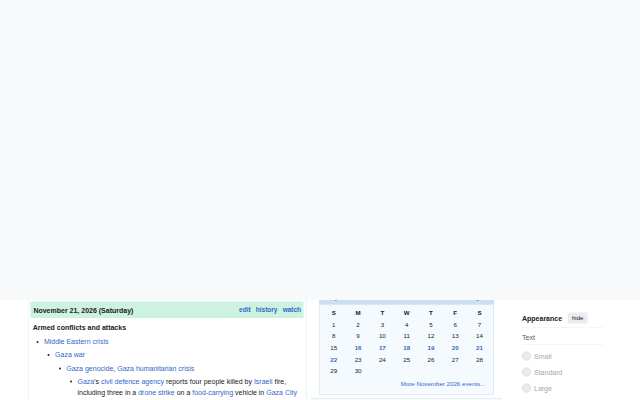 November 21, 2026 (Saturday)
edit history watch
Armed conflicts and attacks
• Middle Eastern crisis
• Gaza war
• Gaza genocide, Gaza humanitarian crisis
• Gaza's civil defence agency reports four people killed by Israeli fire,
including three in a drone strike on a food-carrying vehicle in Gaza City
S M T W T F S
1 2 3 4 5 6 7
8 9 10 11 12 13 14
15 16 17 18 19 20 21
22 23 24 25 26 27 28
29 30
More November 2026 events...
Appearance hide
Text
Small
Standard
Large